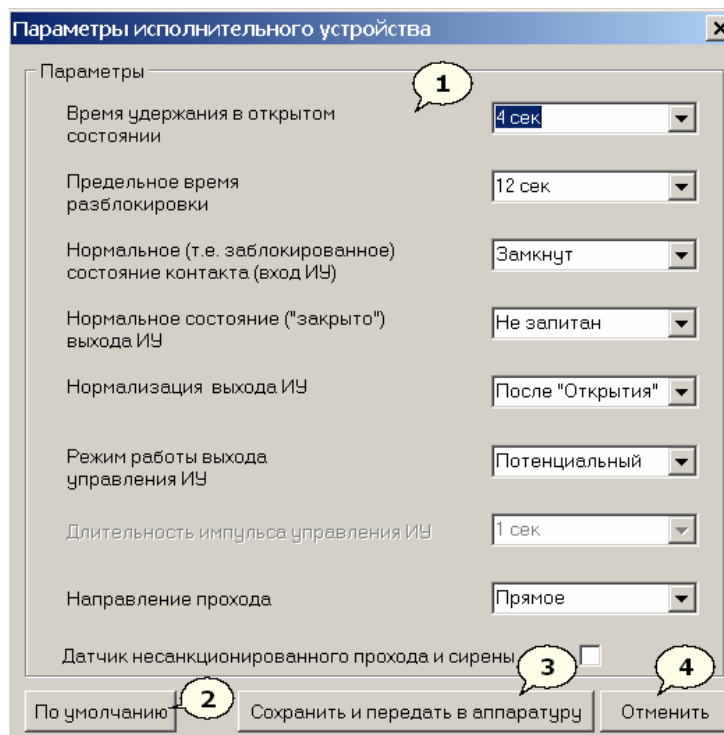 Параметры исполнительного устройства
Параметры
1
Время удержания в открытом
состоянии
4 сек
Предельное время
разблокировки
12 сек
Нормальное (т.е. заблокированное)
состояние контакта (вход ИУ)
Замкнут
Нормальное состояние ("закрыто")
выхода ИУ
Не запитан
Нормализация выхода ИУ
После "Открытия"
Режим работы выхода
управления ИУ
Потенциальный
Длительность импульса управления ИУ
1 сек
Направление прохода
Прямое
Датчик несанкционированного прохода и сирены
3
4
2
По умолчанию
Сохранить и передать в аппаратуру
Отменить